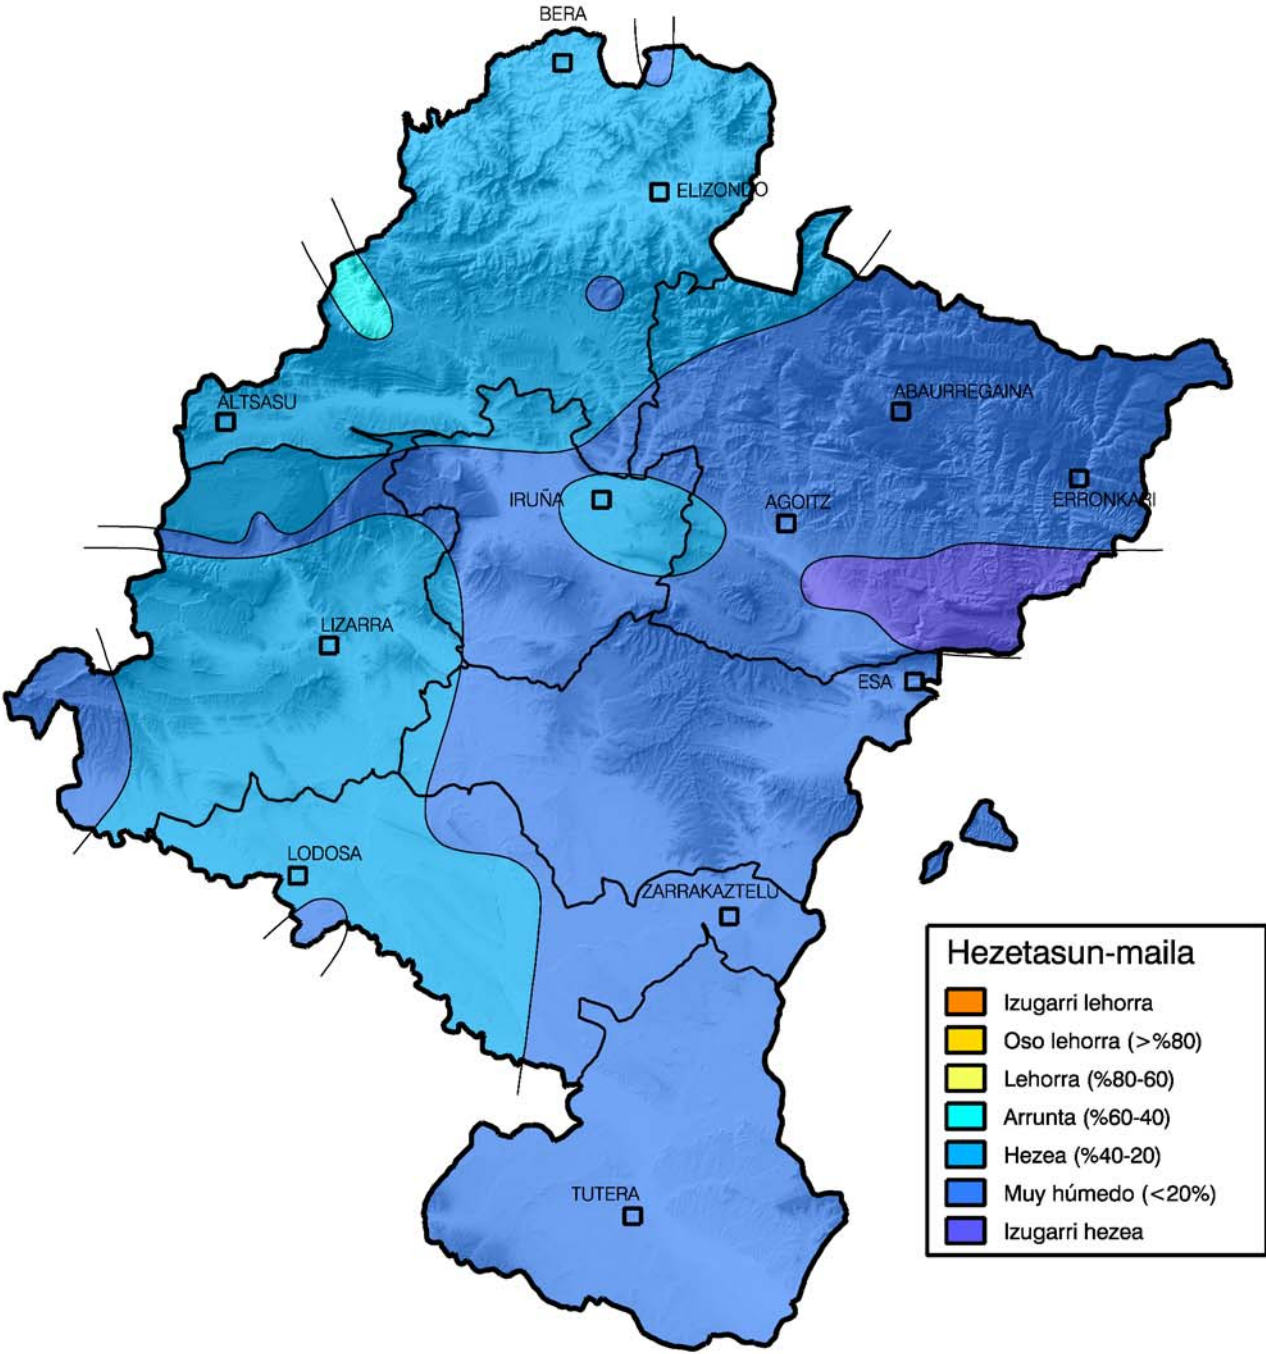 BERA
ELIZONDO
ALTSASU
ABAURREGAINA
IRUÑA
AGOITZ
ERRONKARI
LIZARRA
ESA
LODOSA
ZARRAKAZTELU
TUTERA
Hezetasun-maila
Izugarri lehorra
Oso lehorra (>%80)
Lehorra (%80-60)
Arrunta (%60-40)
Hezea (%40-20)
Muy húmedo (<20%)
Izugarri hezea